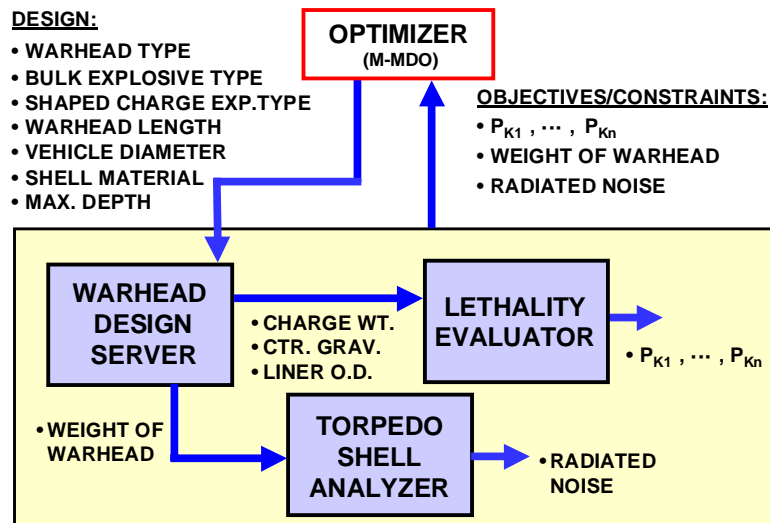 DESIGN:
• WARHEAD TYPE
• BULK EXPLOSIVE TYPE
• SHAPED CHARGE EXP.TYPE
• WARHEAD LENGTH
• VEHICLE DIAMETER
• SHELL MATERIAL
• MAX. DEPTH
OPTIMIZER
(M-MDO)
OBJECTIVES/CONSTRAINTS:
• PK1 , ··· , PKn
• WEIGHT OF WARHEAD
• RADIATED NOISE
WARHEAD
DESIGN
SERVER
• CHARGE WT.
• CTR. GRAV.
• LINER O.D.
LETHALITY
EVALUATOR
• PK1 , ··· , PKn
• WEIGHT OF
WARHEAD
TORPEDO
SHELL
ANALYZER
• RADIATED
NOISE